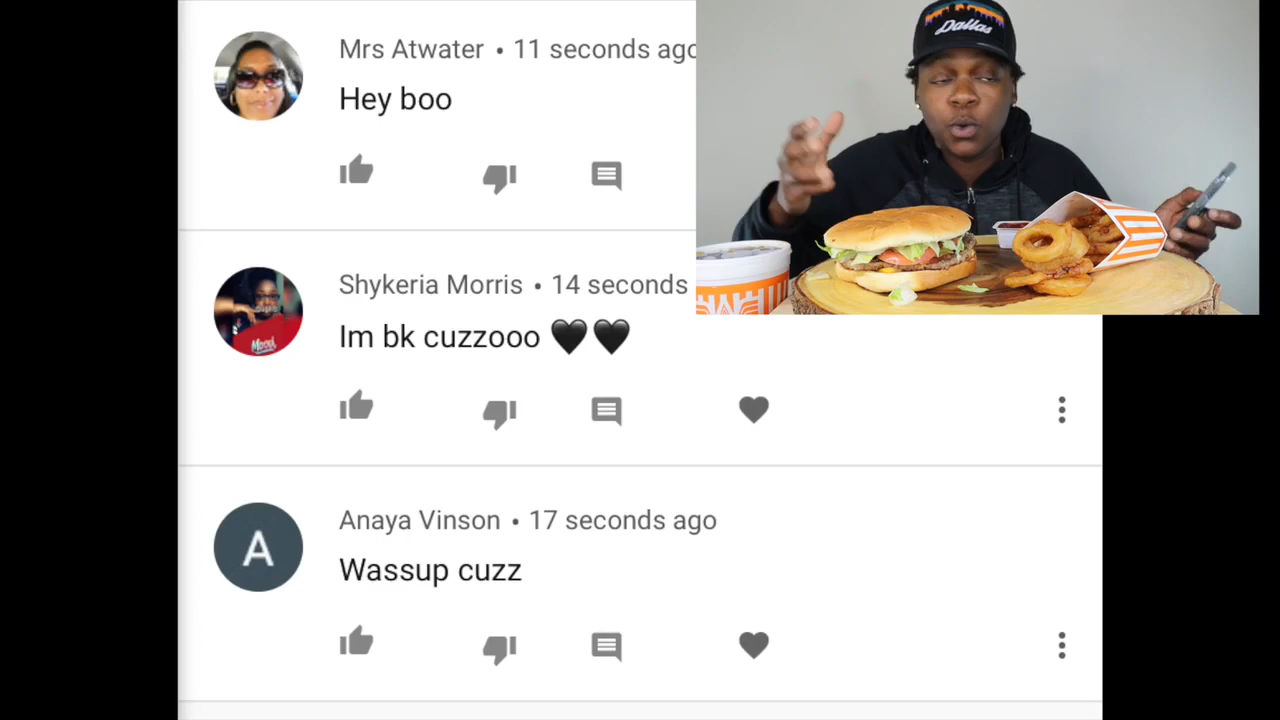 Mrs Atwater • 11 seconds ago
Hey boo
Dallas
Shykeria Morris • 14 seconds
Im bk cuzzooo 🖤🖤
A
Anaya Vinson • 17 seconds ago
Wassup cuzz